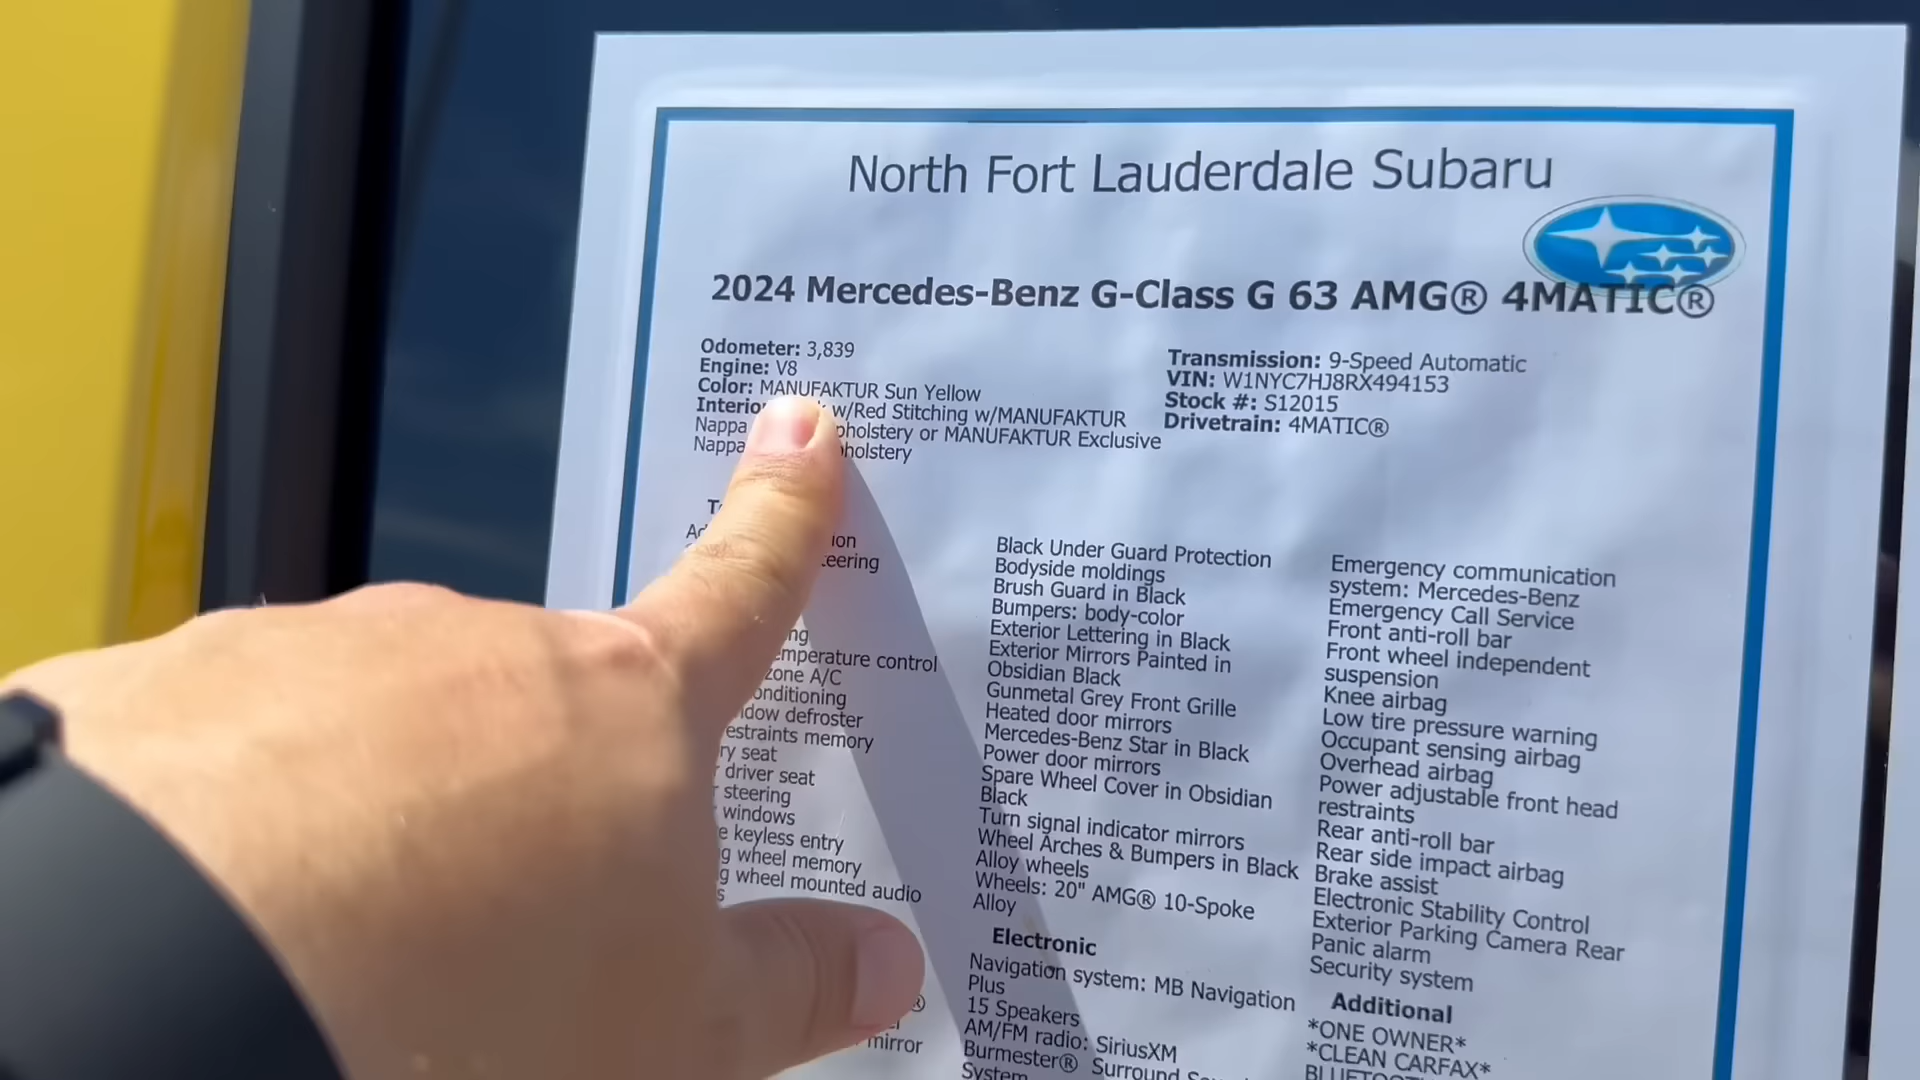 North Fort Lauderdale Subaru
2024 Mercedes-Benz G-Class G 63 AMG® 4MATIC®
Odometer: 3,839
Engine: V8
Color: MANUFAKTUR Sun Yellow
w/Red Stitching w/MANUFAKTUR
Nappa or MANUFAKTUR Exclusive
Nappa
Transmission: 9-Speed Automatic
VIN: W1NYC7HJ8RX494153
Stock #: S12015
Drivetrain: 4MATIC®
temperature control
zone A/C
defroster
restraints memory
seat
driver seat
steering
windows
keyless entry
wheel memory
wheel mounted audio
mirror
Black Under Guard Protection
Bodyside moldings
Brush Guard in Black
Bumpers: body-color
Exterior Lettering in Black
Exterior Mirrors Painted in
Obsidian Black
Gunmetal Grey Front Grille
Heated door mirrors
Mercedes-Benz Star in Black
Power door mirrors
Spare Wheel Cover in Obsidian
Black
Turn signal indicator mirrors
Wheel Arches & Bumpers in Black
Alloy wheels
Wheels: 20" AMG® 10-Spoke
Alloy
Electronic
Navigation system: MB Navigation
Plus
15 Speakers
AM/FM radio: SiriusXM
Burmester® Surround
System
Emergency communication
system: Mercedes-Benz
Emergency Call Service
Front anti-roll bar
Front wheel independent
suspension
Knee airbag
Low tire pressure warning
Occupant sensing airbag
Overhead airbag
Power adjustable front head
restraints
Rear anti-roll bar
Rear side impact airbag
Brake assist
Electronic Stability Control
Exterior Parking Camera Rear
Panic alarm
Security system
Additional
*ONE OWNER*
*CLEAN CARFAX*